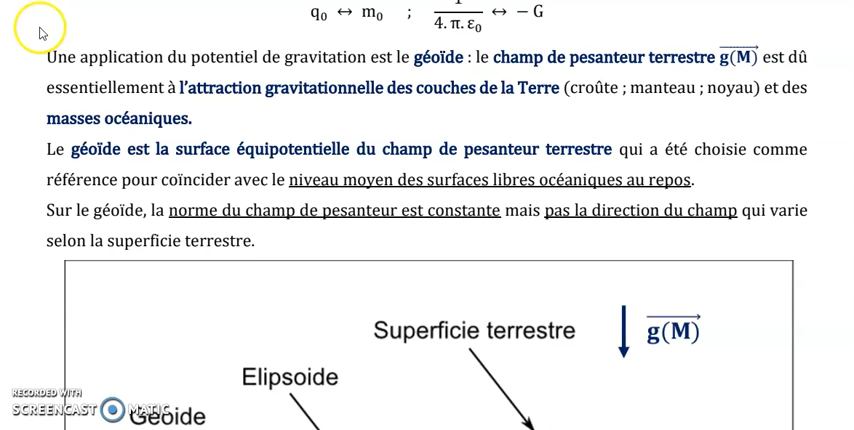 q₀ ↔ m₀ ; 1/4.π.ε₀ ↔ − G
Une application du potentiel de gravitation est le géoïde : le champ de pesanteur terrestre g(M) est dû
essentiellement à l’attraction gravitationnelle des couches de la Terre (croûte ; manteau ; noyau) et des
masses océaniques.
Le géoïde est la surface équipotentielle du champ de pesanteur terrestre qui a été choisie comme
référence pour coïncider avec le niveau moyen des surfaces libres océaniques au repos.
Sur le géoïde, la norme du champ de pesanteur est constante mais pas la direction du champ qui varie
selon la superficie terrestre.
Superficie terrestre
g(M)
Elipsoide
RECORDED WITH
SCREENCAST MATIC
Geoide